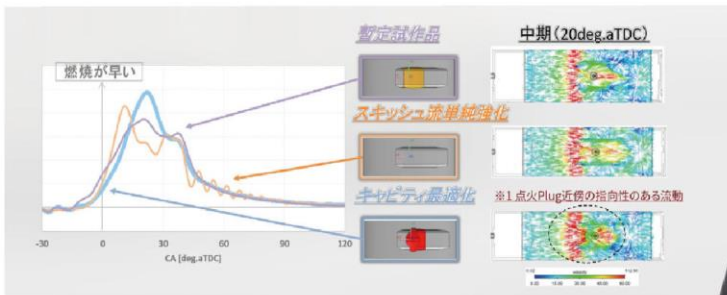 暫定試作品
中期(20deg.aTDC)
燃焼が早い
スキッシュ流単純強化
キャビティ最適化
※1 点火Plug近傍の指向性のある流動
-30
0
30
60
90
120
CA [deg.aTDC]